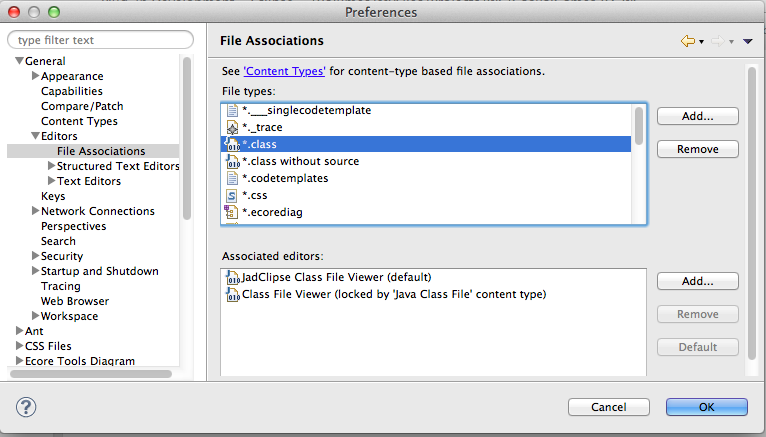 Preferences
type filter text
General
Appearance
Capabilities
Compare/Patch
Content Types
Editors
File Associations
Structured Text Editors
Text Editors
Keys
Network Connections
Perspectives
Search
Security
Startup and Shutdown
Tracing
Web Browser
Workspace
Ant
CSS Files
Ecore Tools Diagram
File Associations
See 'Content Types' for content-type based file associations.
File types:
*.___singlecodetemplate
*._trace
*.class
*.class without source
*.codetemplates
*.css
*.ecorediag
Add...
Remove
Associated editors:
JadClipse Class File Viewer (default)
Class File Viewer (locked by 'Java Class File' content type)
Add...
Remove
Default
?
Cancel
OK